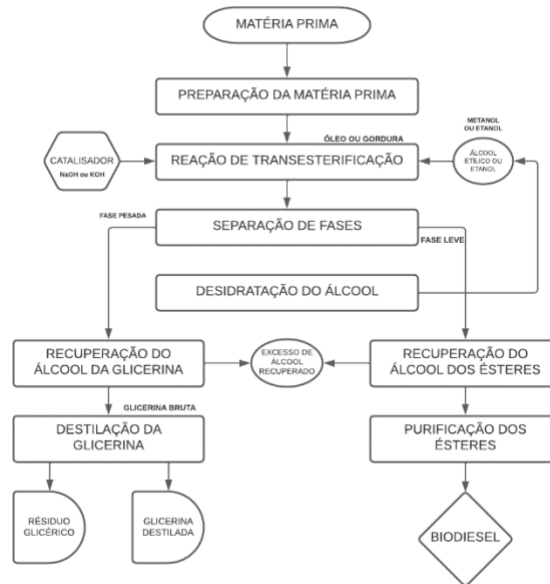 MATÉRIA PRIMA
PREPARAÇÃO DA MATÉRIA PRIMA
METANOL
OU ETANOL
ÓLEO OU GORDURA
CATALISADOR
NaOH ou KOH
REAÇÃO DE TRANSESTERIFICAÇÃO
ÁLCOOL
ETÍLICO OU
ETANOL
FASE PESADA
SEPARAÇÃO DE FASES
FASE LEVE
DESIDRATAÇÃO DO ÁLCOOL
RECUPERAÇÃO DO
ÁLCOOL DA GLICERINA
EXCESSO DE
ÁLCOOL
RECUPERADO
RECUPERAÇÃO DO
ÁLCOOL DOS ÉSTERES
GLICERINA BRUTA
DESTILAÇÃO DA
GLICERINA
PURIFICAÇÃO DOS
ÉSTERES
RÉSIDUO
GLICÉRICO
GLICERINA
DESTILADA
BIODIESEL